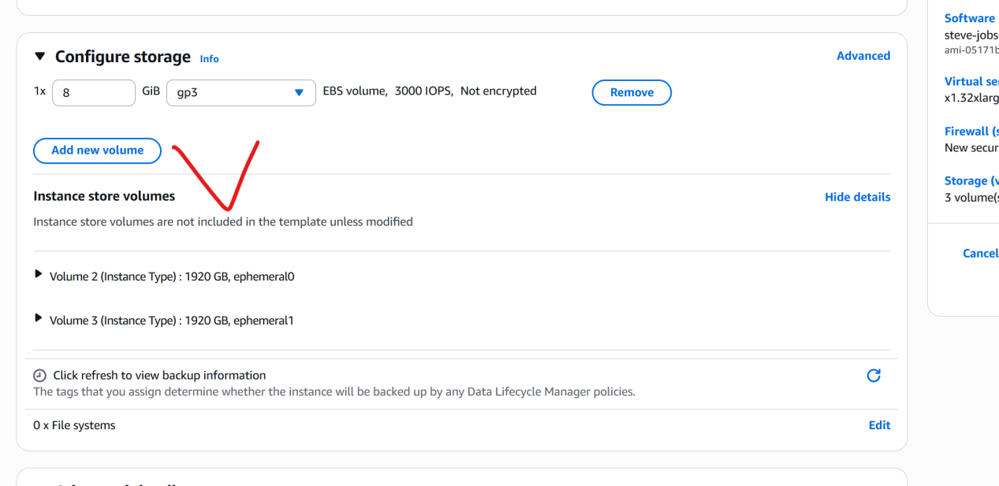 Configure storage Info
Advanced
1x 8 GiB gp3 EBS volume, 3000 IOPS, Not encrypted Remove
Add new volume
Instance store volumes
Hide details
Instance store volumes are not included in the template unless modified
Volume 2 (Instance Type) : 1920 GB, ephemeral0
Volume 3 (Instance Type) : 1920 GB, ephemeral1
Click refresh to view backup information
The tags that you assign determine whether the instance will be backed up by any Data Lifecycle Manager policies.
0 x File systems
Edit
Software
steve-jobs
ami-05171b
Virtual se
x1.32xlarg
Firewall (s
New secur
Storage (v
3 volume(s
Cancel